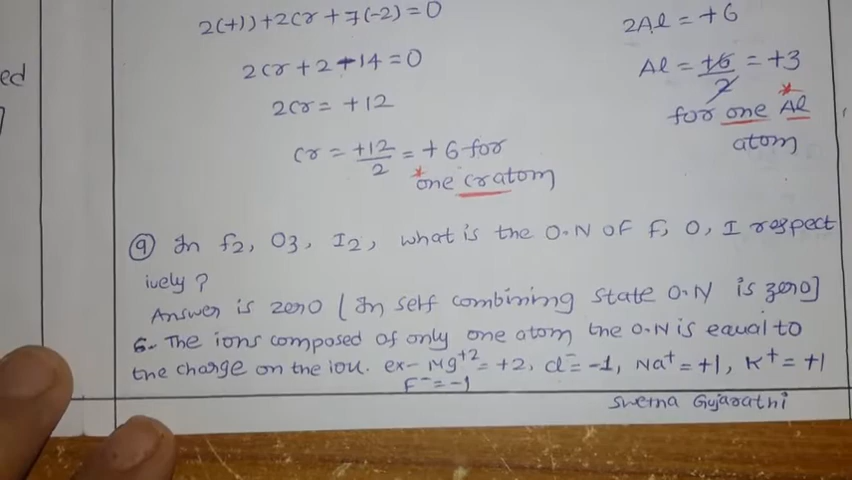 2(+1)+2Cr+7(-2)=0
2Cr+2-14=0
2Cr=+12
Cr=+12/2=+6 for
*one Cr atom
2Al=+6
Al=+6/2=+3
for one Al*
atom
ed
(9) In F2, O3, I2, what is the O.N OF F, O, I respect
ively?
Answer is zero [In self combining state O.N is zero]
6- The ions composed of only one atom the O.N is equal to
the charge on the ion. ex- Mg+2=+2, Cl-=-1, Na+=+1, K+=+1
F-=-1
Swetha Gujarathi